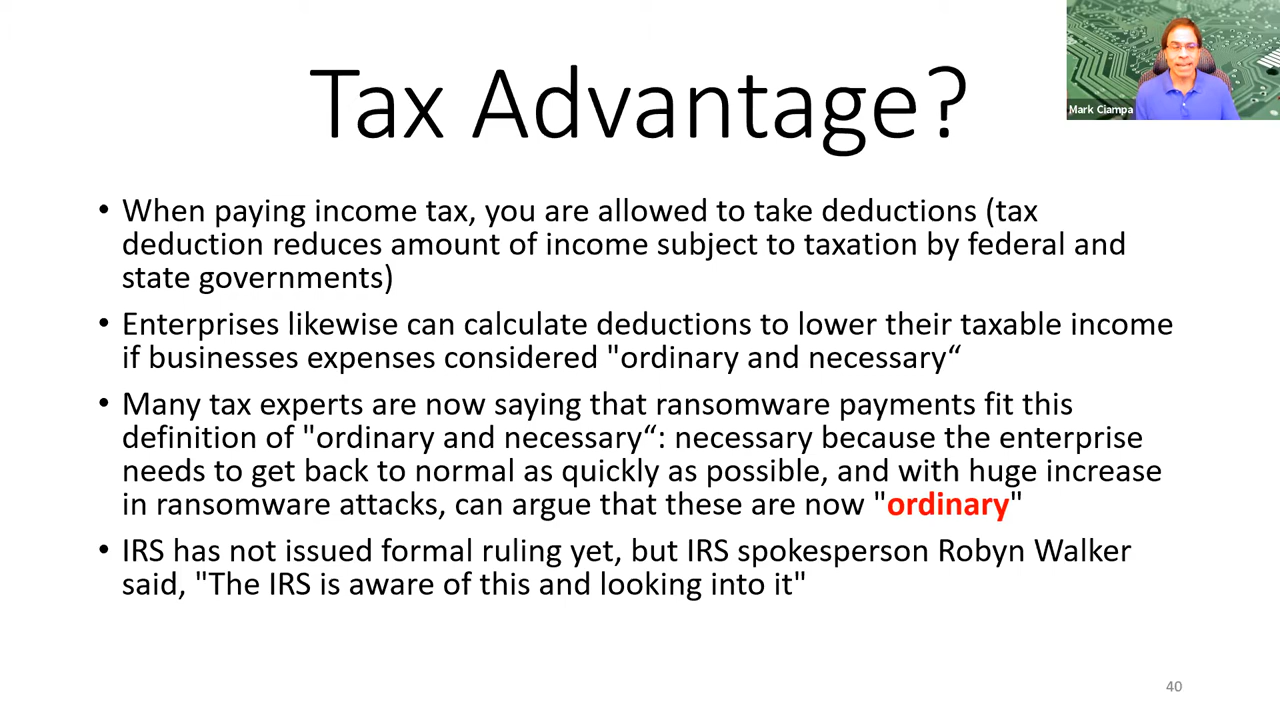 Tax Advantage?
Mark Ciampa
• When paying income tax, you are allowed to take deductions (tax
deduction reduces amount of income subject to taxation by federal and
state governments)
• Enterprises likewise can calculate deductions to lower their taxable income
if businesses expenses considered "ordinary and necessary“
• Many tax experts are now saying that ransomware payments fit this
definition of "ordinary and necessary“: necessary because the enterprise
needs to get back to normal as quickly as possible, and with huge increase
in ransomware attacks, can argue that these are now "ordinary"
• IRS has not issued formal ruling yet, but IRS spokesperson Robyn Walker
said, "The IRS is aware of this and looking into it"
40